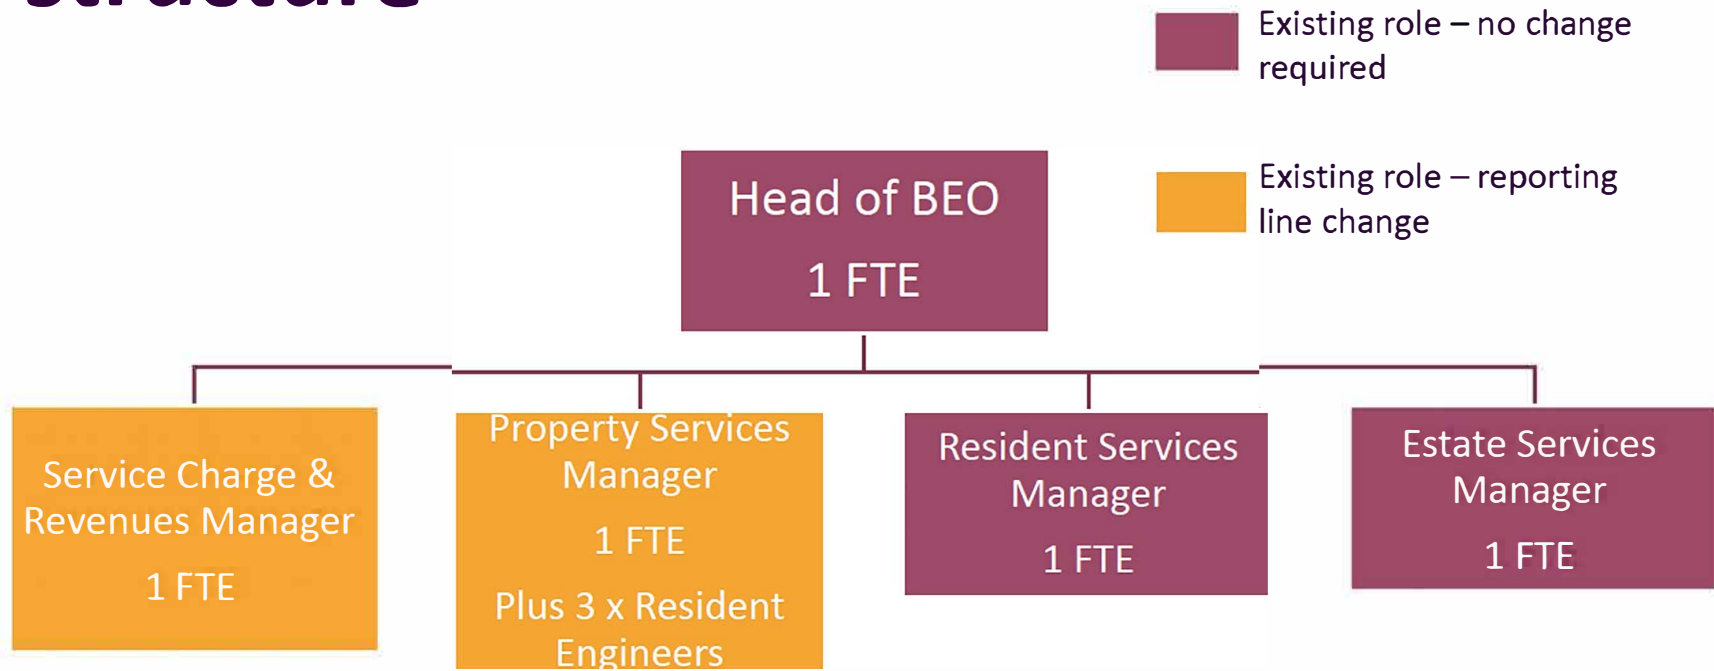 structure
Existing role – no change
required
Existing role – reporting
line change
Head of BEO
1 FTE
Service Charge &
Revenues Manager
1 FTE
Property Services
Manager
1 FTE
Plus 3 x Resident
Engineers
Resident Services
Manager
1 FTE
Estate Services
Manager
1 FTE